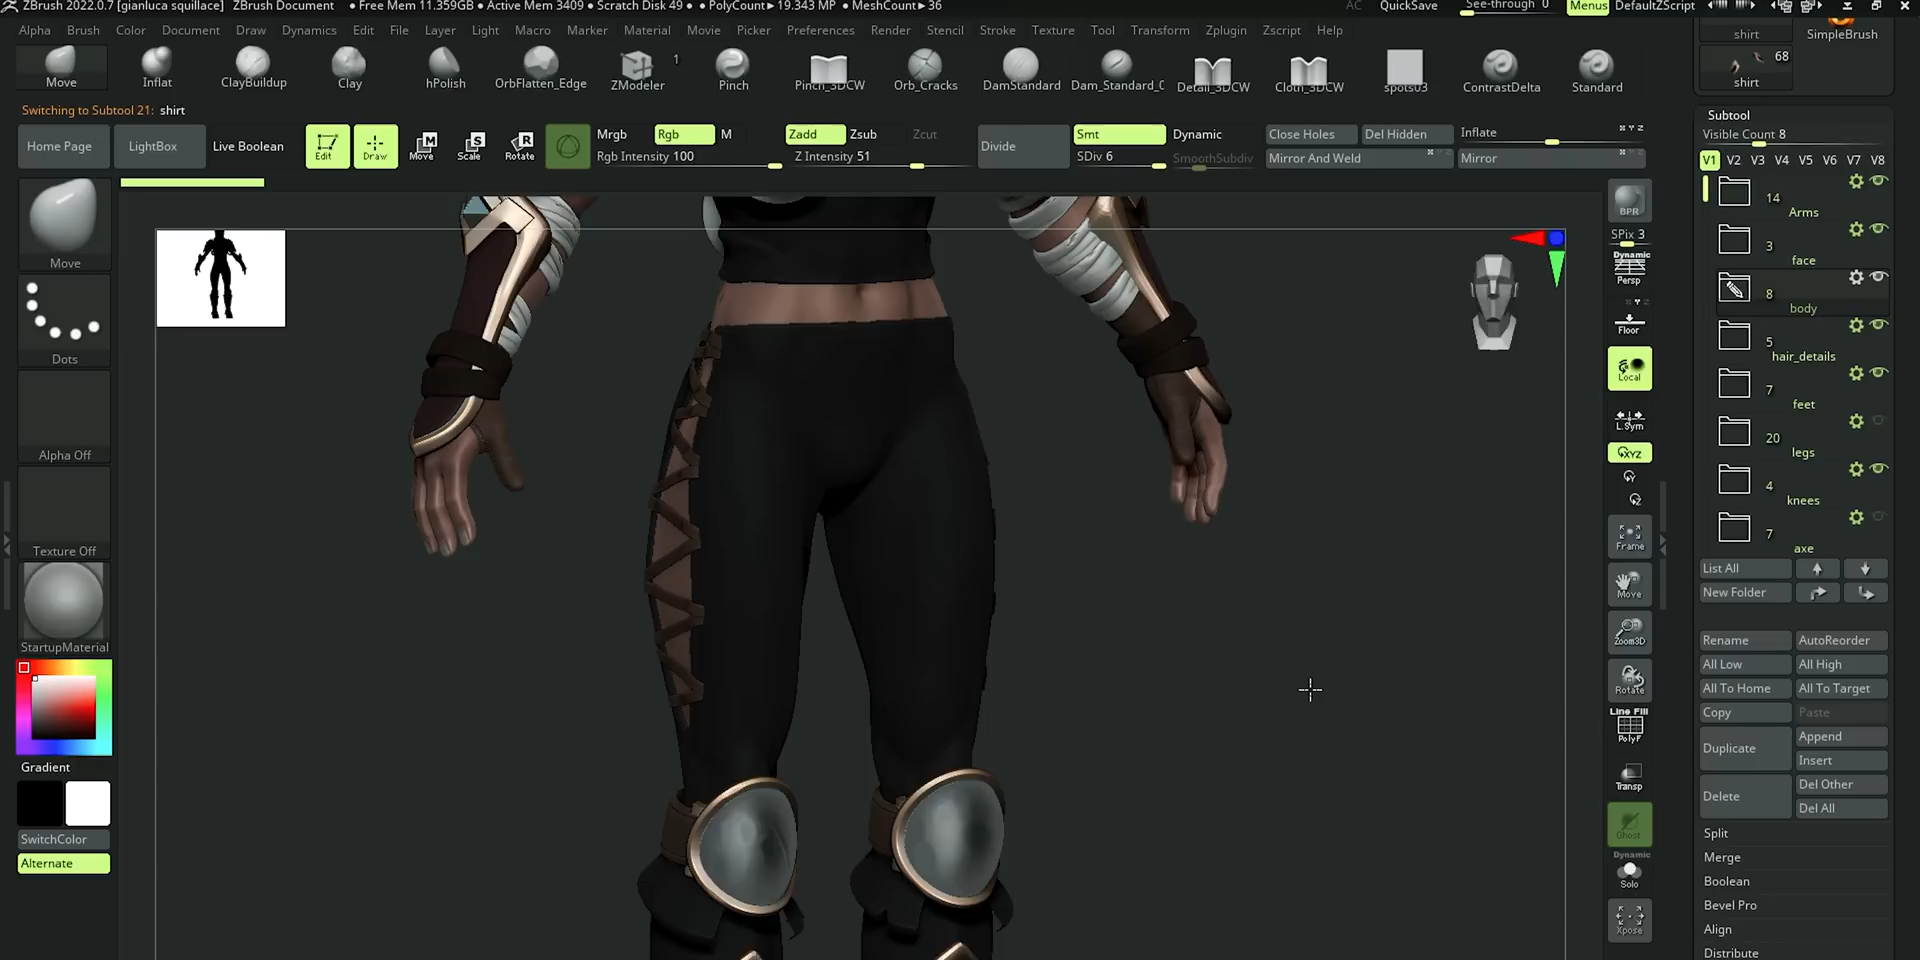 ZBrush 2022.0.7 [gianluca squillace] ZBrush Document • Free Mem 11.359GB • Active Mem 3409 • Scratch Disk 49 • • PolyCount▸ 19.343 MP • MeshCount▸ 36 AC QuickSave See-through 0 Menus DefaultZScript
Alpha Brush Color Document Draw Dynamics Edit File Layer Light Macro Marker Material Movie Picker Preferences Render Stencil Stroke Texture Tool Transform Zplugin Zscript Help
shirt SimpleBrush
68
shirt
1
Move Inflat ClayBuildup Clay hPolish OrbFlatten_Edge ZModeler Pinch Pinch_3DCW Orb_Cracks DamStandard Dam_Standard_0 Detail_3DCW Cloth_3DCW spots03 ContrastDelta Standard
Switching to Subtool 21: shirt
Home Page LightBox Live Boolean Edit Draw Move Scale Rotate
M S R
Mrgb Rgb M Zadd Zsub Zcut
Rgb Intensity 100 Z Intensity 51
Divide Smt Dynamic
SDiv 6 SmoothSubdiv
Close Holes Del Hidden Inflate
Mirror And Weld Mirror
Move
Dots
Alpha Off
Texture Off
StartupMaterial
Gradient
SwitchColor
Alternate
BPR
SPix 3
Dynamic
Persp
Floor
Local
L.Sym
XYZ
Y
Z
Frame
Move
Zoom3D
Rotate
Line Fill
PolyF
Transp
Ghost
Dynamic
Solo
Xpose
Subtool
Visible Count 8
V1 V2 V3 V4 V5 V6 V7 V8
14
Arms
3
face
8
body
5
hair_details
7
feet
20
legs
4
knees
7
axe
List All
New Folder
Rename AutoReorder
All Low All High
All To Home All To Target
Copy Paste
Duplicate Append
Insert
Delete Del Other
Del All
Split
Merge
Boolean
Bevel Pro
Align
Distribute